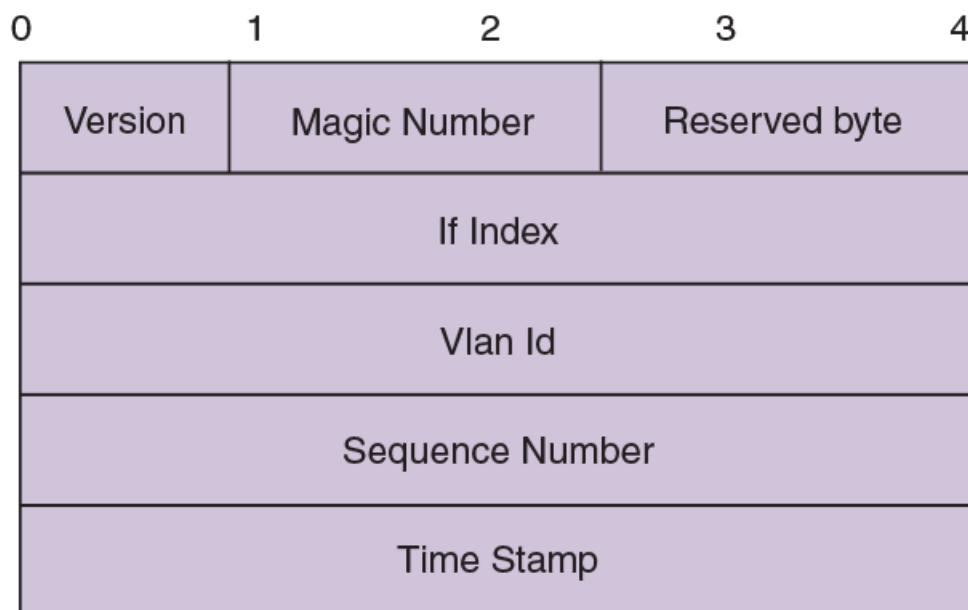 0 1 2 3 4
Version Magic Number Reserved byte
If Index
Vlan Id
Sequence Number
Time Stamp